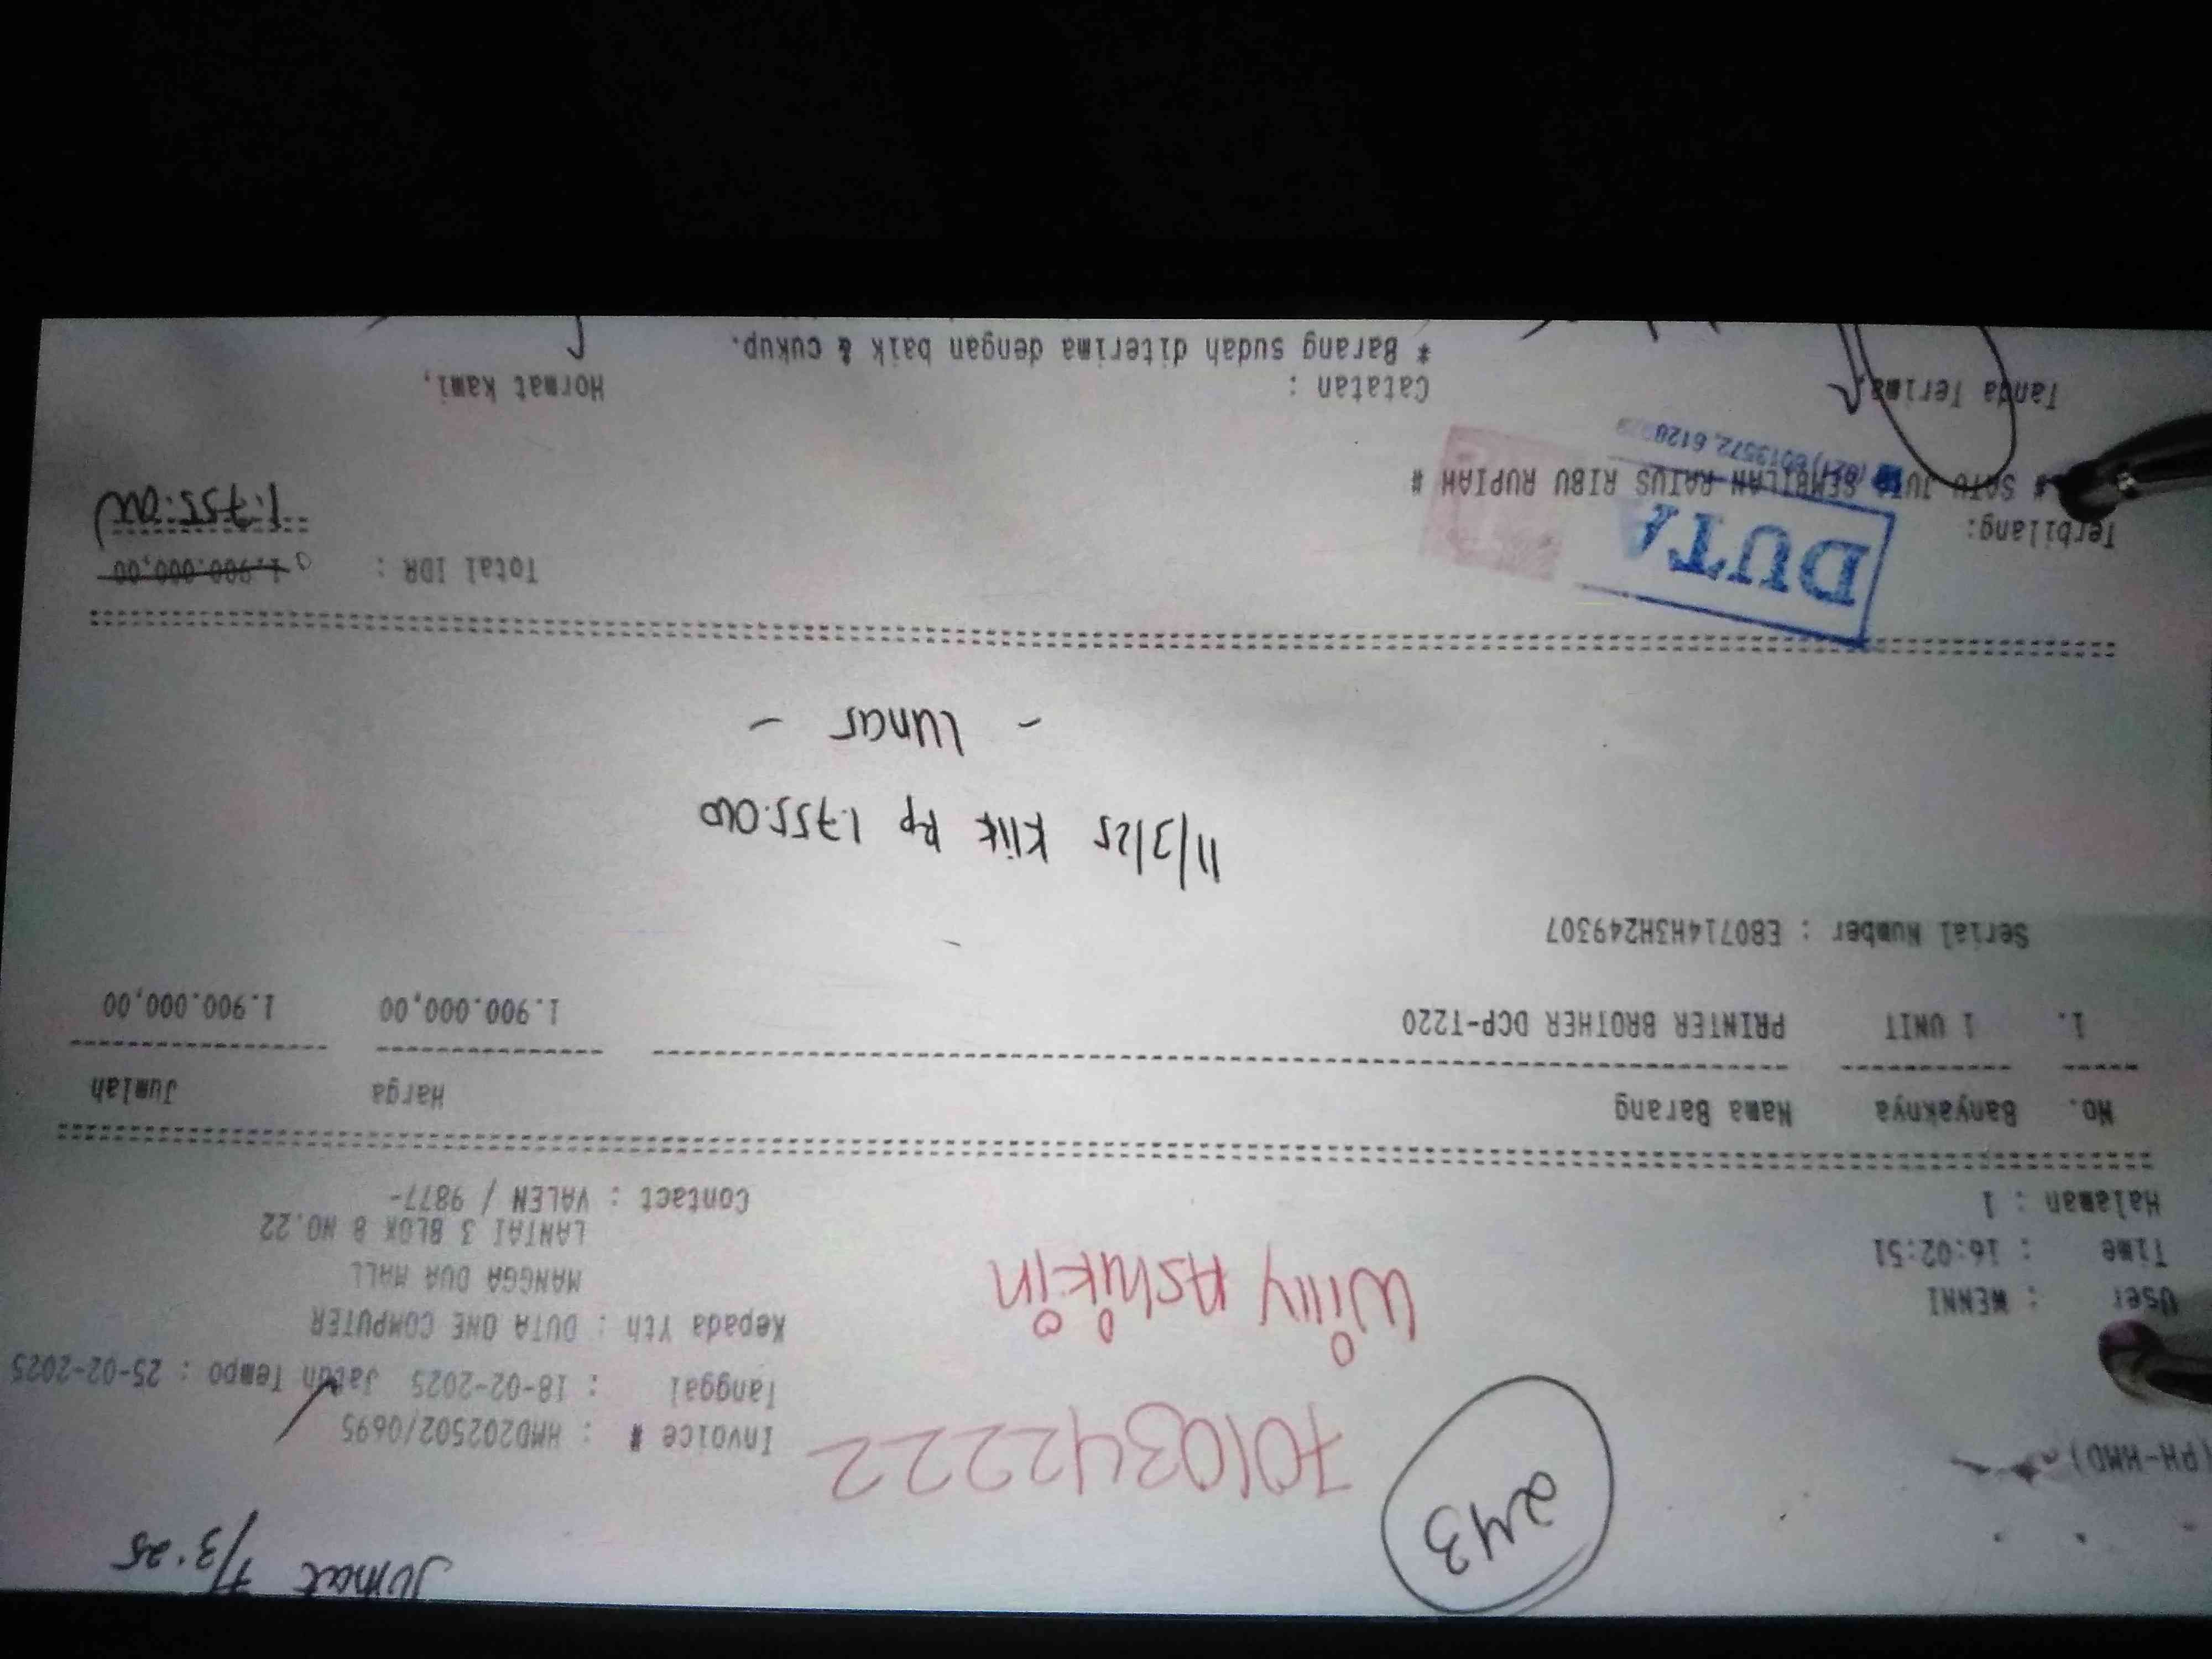 243
Jumat 7/3.25
(PH-HMD)
7010342222
Invoice # : HMD202502/0695
Tanggal : 18-02-2025 Jatuh Tempo : 25-02-2025
User : WENNI
Willy Ashikin
Kepada Yth : DUTA ONE COMPUTER
Time : 16:02:51
MANGGA DUA MALL
Halaman : 1
LANTAI 3 BLOK B NO.22
Contact : VALEN / 9877-
No. Banyaknya Nama Barang Harga Jumlah
1. 1 UNIT PRINTER BROTHER DCP-T220 1.900.000,00 1.900.000,00
Serial Number : E80714H3H249307
11/3/25 Klik Rp 1.755.000
- Lunas -
Terbilang: Total IDR : 1.900.000,00
DUTA
1.755.000
# SATU JUTA SEMBILAN RATUS RIBU RUPIAH #
(021) 6013572, 6128
Tanda Terima, Catatan : Hormat kami,
* Barang sudah diterima dengan baik & cukup.